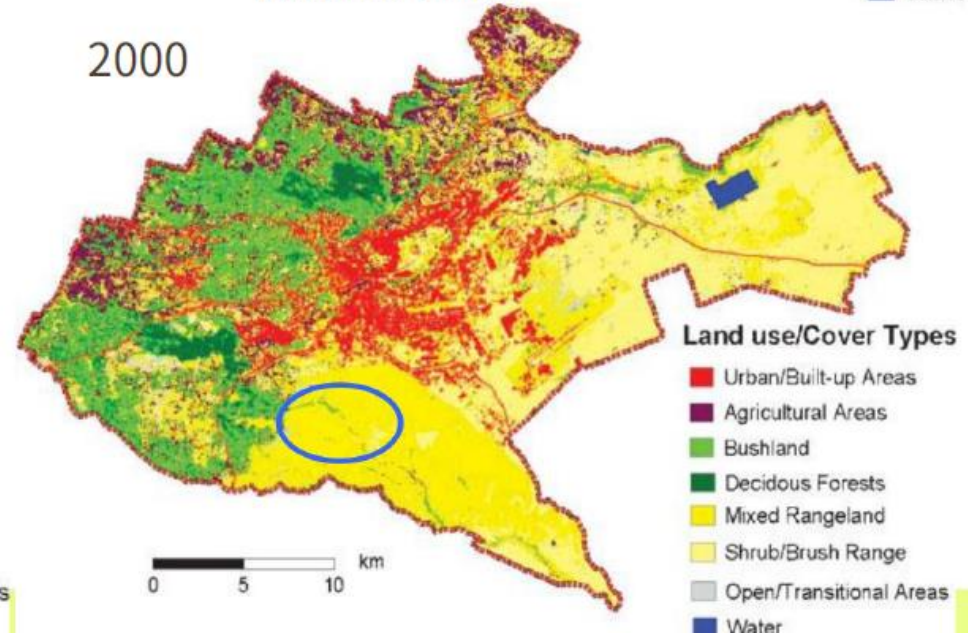 2000
Land use/Cover Types
Urban/Built-up Areas
Agricultural Areas
Bushland
Decidous Forests
Mixed Rangeland
Shrub/Brush Range
Open/Transitional Areas
Water
km
0 5 10
s